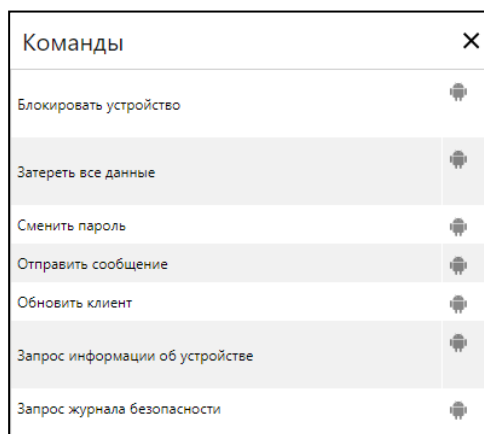 Команды
Блокировать устройство
Затереть все данные
Сменить пароль
Отправить сообщение
Обновить клиент
Запрос информации об устройстве
Запрос журнала безопасности